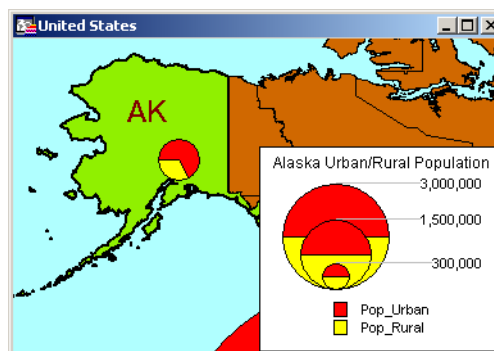 United States
AK
Alaska Urban/Rural Population
3,000,000
1,500,000
300,000
Pop_Urban
Pop_Rural